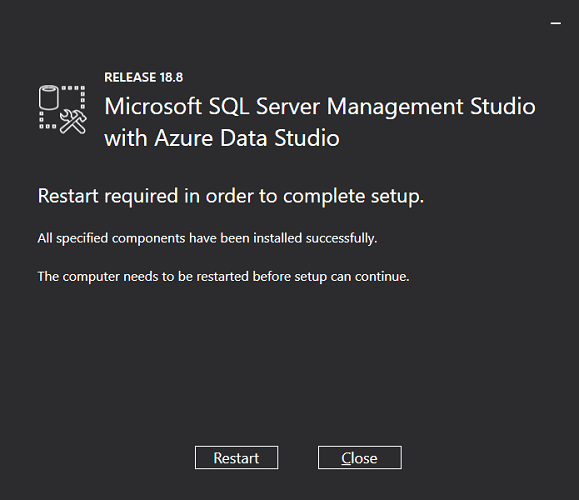 RELEASE 18.8
Microsoft SQL Server Management Studio
with Azure Data Studio
Restart required in order to complete setup.
All specified components have been installed successfully.
The computer needs to be restarted before setup can continue.
Restart
Close